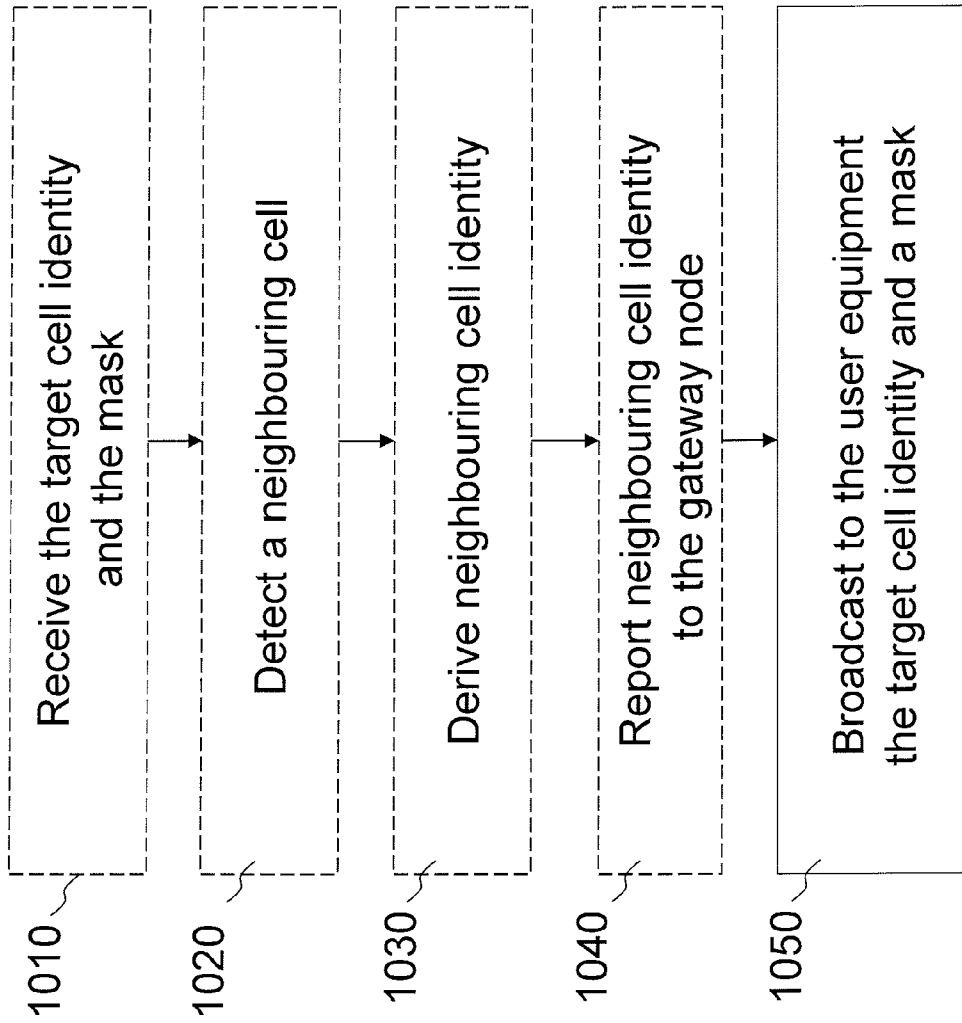 1010
Receive the target cell identity
and the mask
1020
Detect a neighbouring cell
1030
Derive neighbouring cell identity
1040
Report neighbouring cell identity
to the gateway node
1050
Broadcast to the user equipment
the target cell identity and a mask